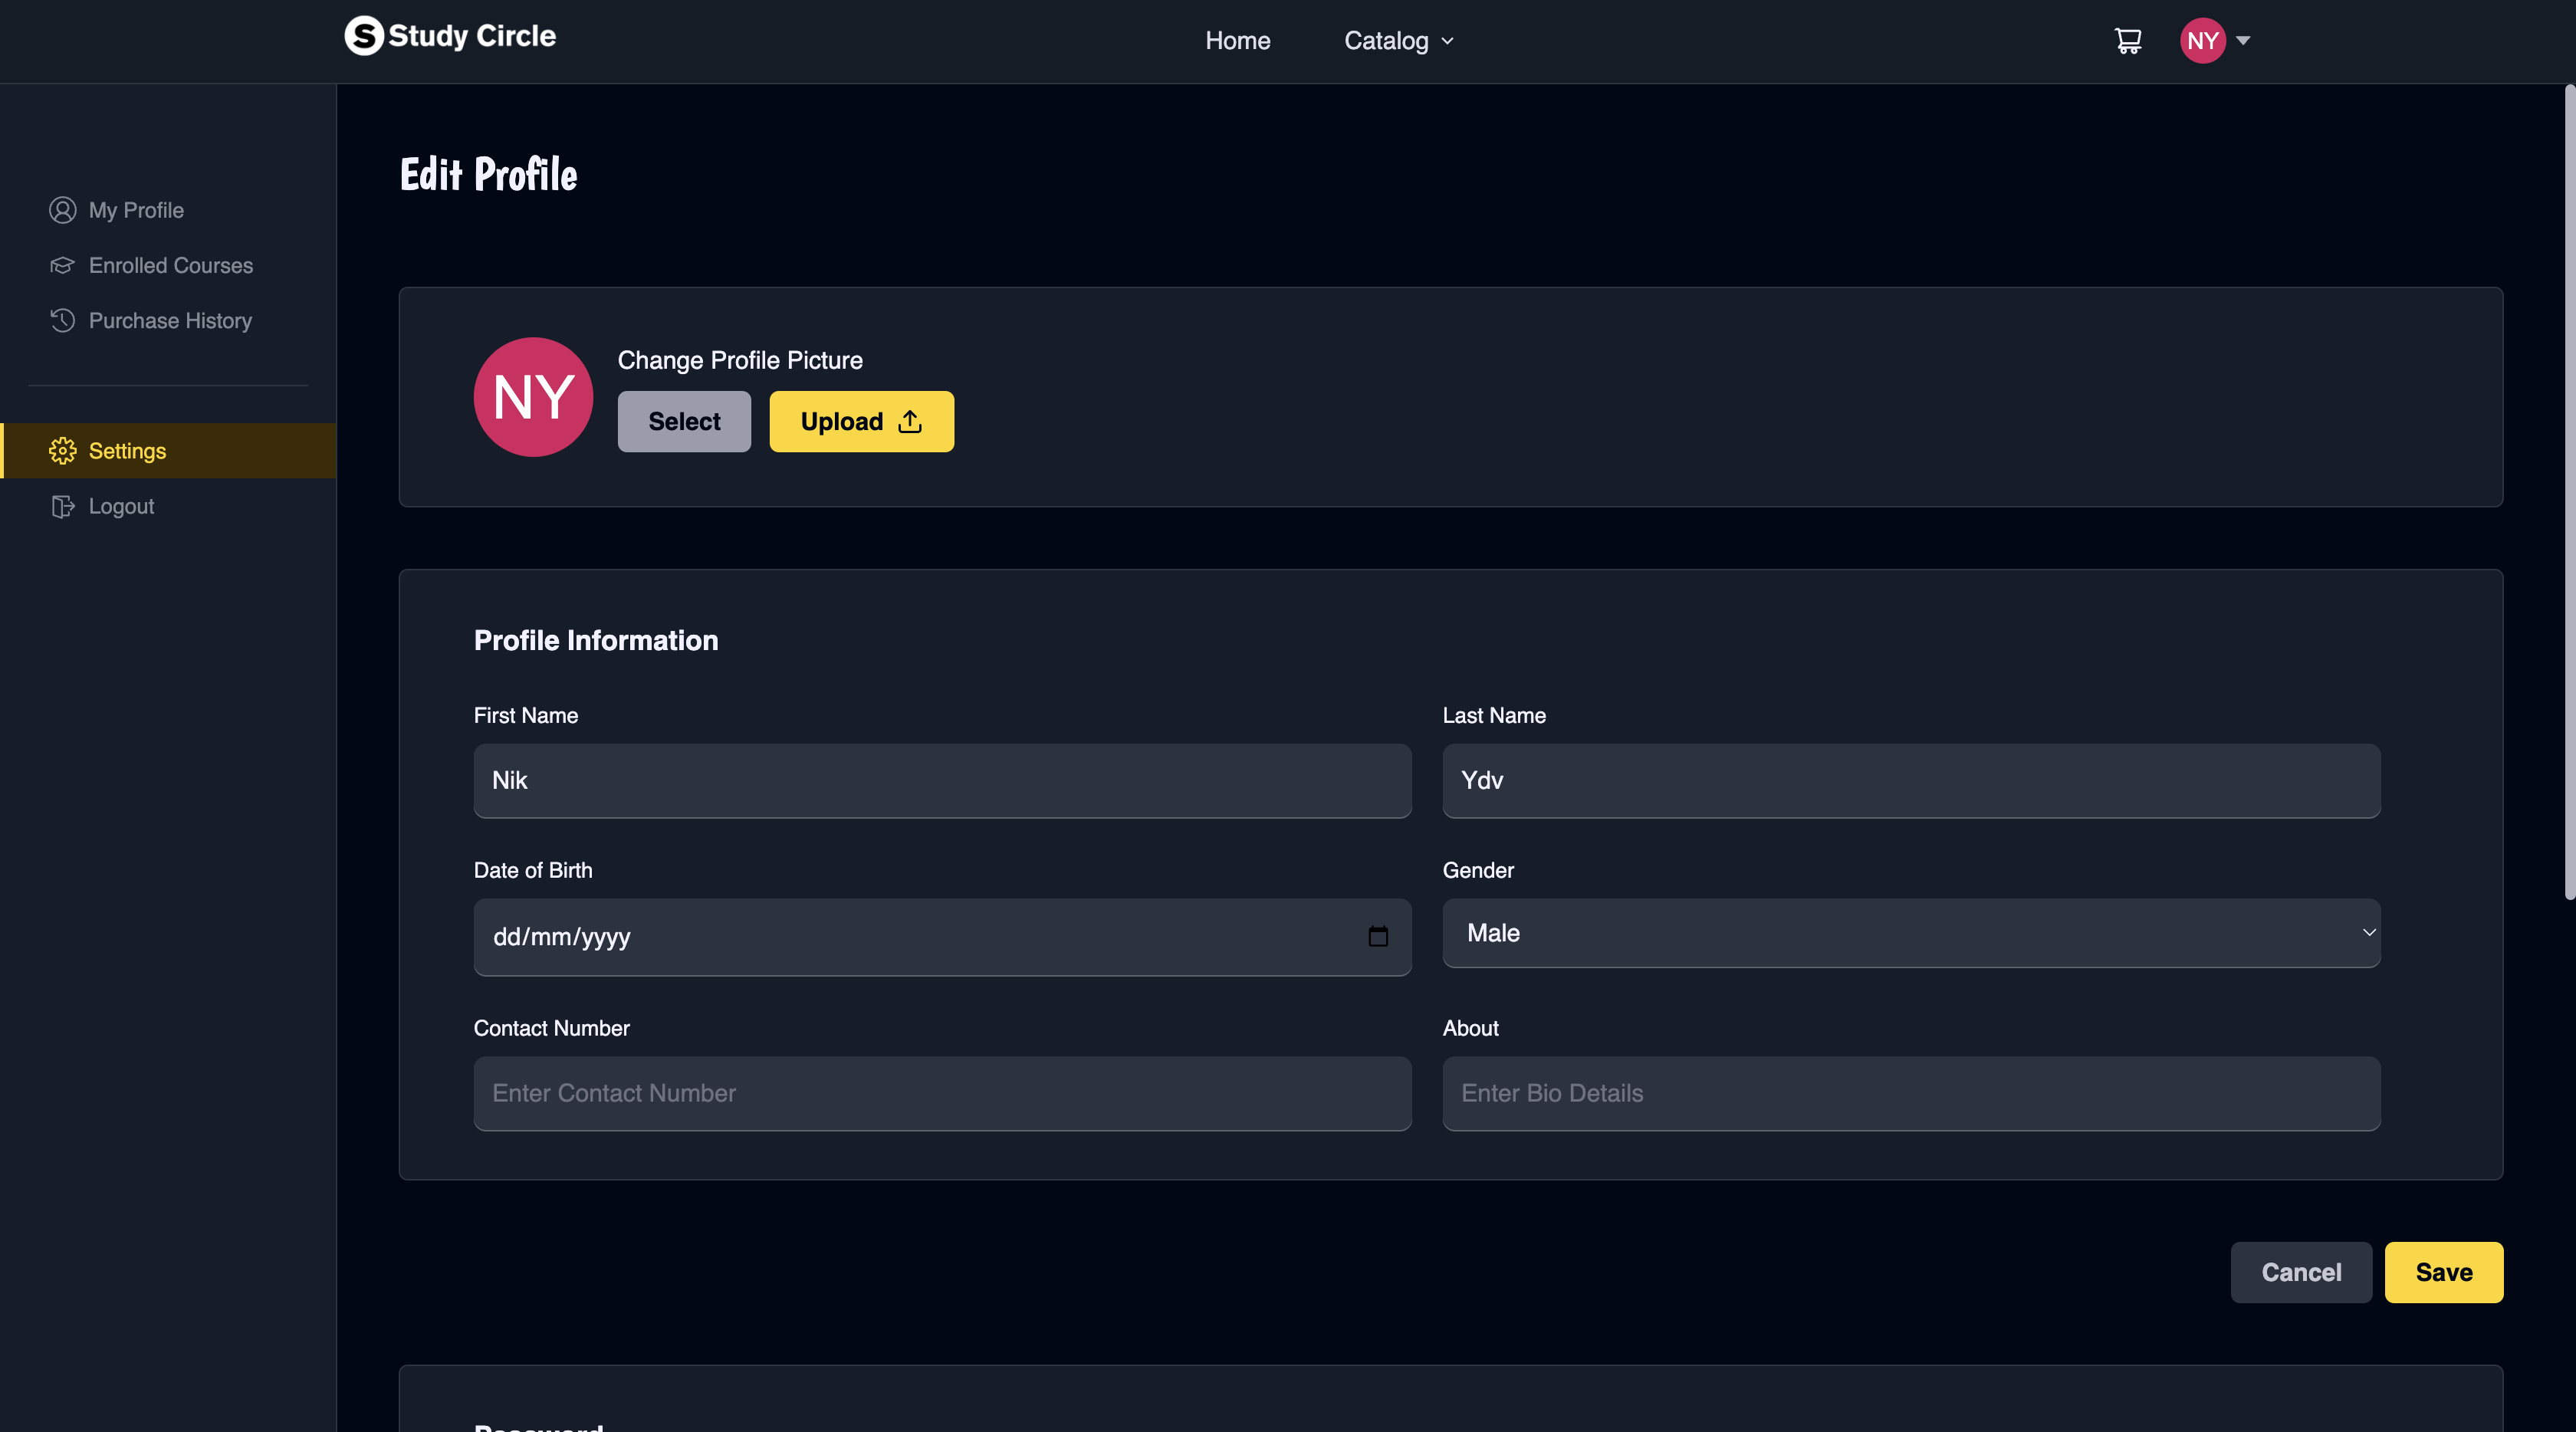 S Study Circle
Home
Catalog
NY
My Profile
Enrolled Courses
Purchase History
Settings
Logout
Edit Profile
NY
Change Profile Picture
Select
Upload
Profile Information
First Name
Last Name
Nik
Ydv
Date of Birth
Gender
dd/mm/yyyy
Male
Contact Number
About
Enter Contact Number
Enter Bio Details
Cancel
Save
Password